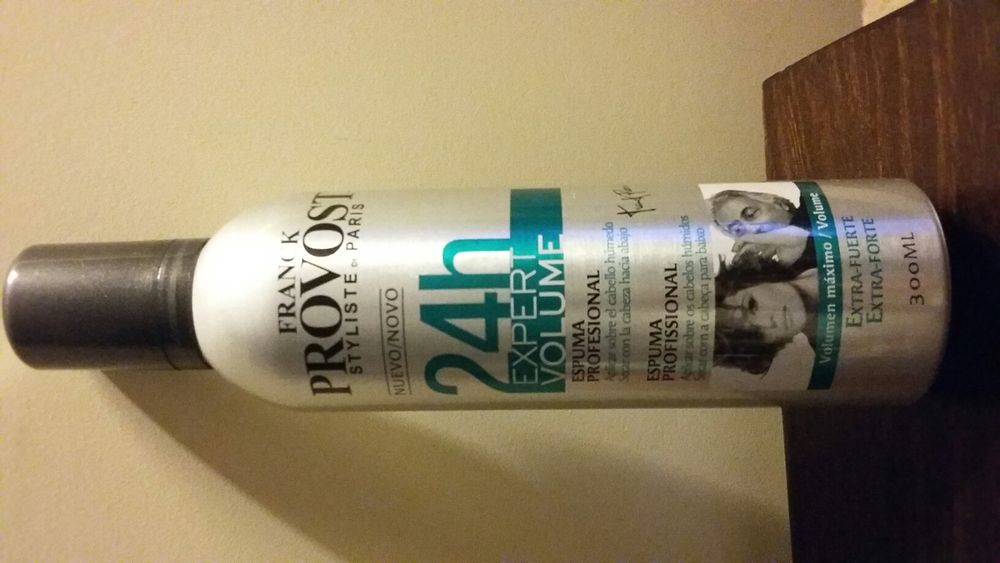 FRANCK
PROVOST
STYLISTE DE PARIS
NUEVO/NOVO
24h
EXPERT
VOLUME
ESPUMA
PROFESIONAL
Aplicar sobre el cabello húmedo
Secar con la cabeza hacia abajo
ESPUMA
PROFISSIONAL
Aplicar sobre os cabelos húmidos
Secar com a cabeça para baixo
Volumen máximo / Volume
EXTRA-FUERTE
EXTRA-FORTE
300ML